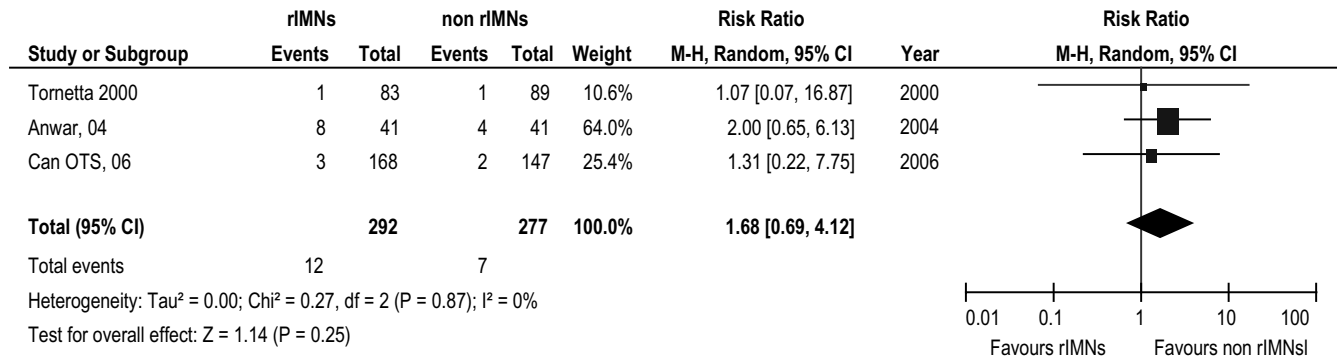 rIMNs non rIMNs Risk Ratio Risk Ratio
Study or Subgroup Events Total Events Total Weight M-H, Random, 95% CI Year M-H, Random, 95% CI
Tornetta 2000 1 83 1 89 10.6% 1.07 [0.07, 16.87] 2000
Anwar, 04 8 41 4 41 64.0% 2.00 [0.65, 6.13] 2004
Can OTS, 06 3 168 2 147 25.4% 1.31 [0.22, 7.75] 2006
Total (95% CI) 292 277 100.0% 1.68 [0.69, 4.12]
Total events 12 7
Heterogeneity: Tau² = 0.00; Chi² = 0.27, df = 2 (P = 0.87); I² = 0%
Test for overall effect: Z = 1.14 (P = 0.25)
0.01 0.1 1 10 100
Favours rIMNs Favours non rIMNsl